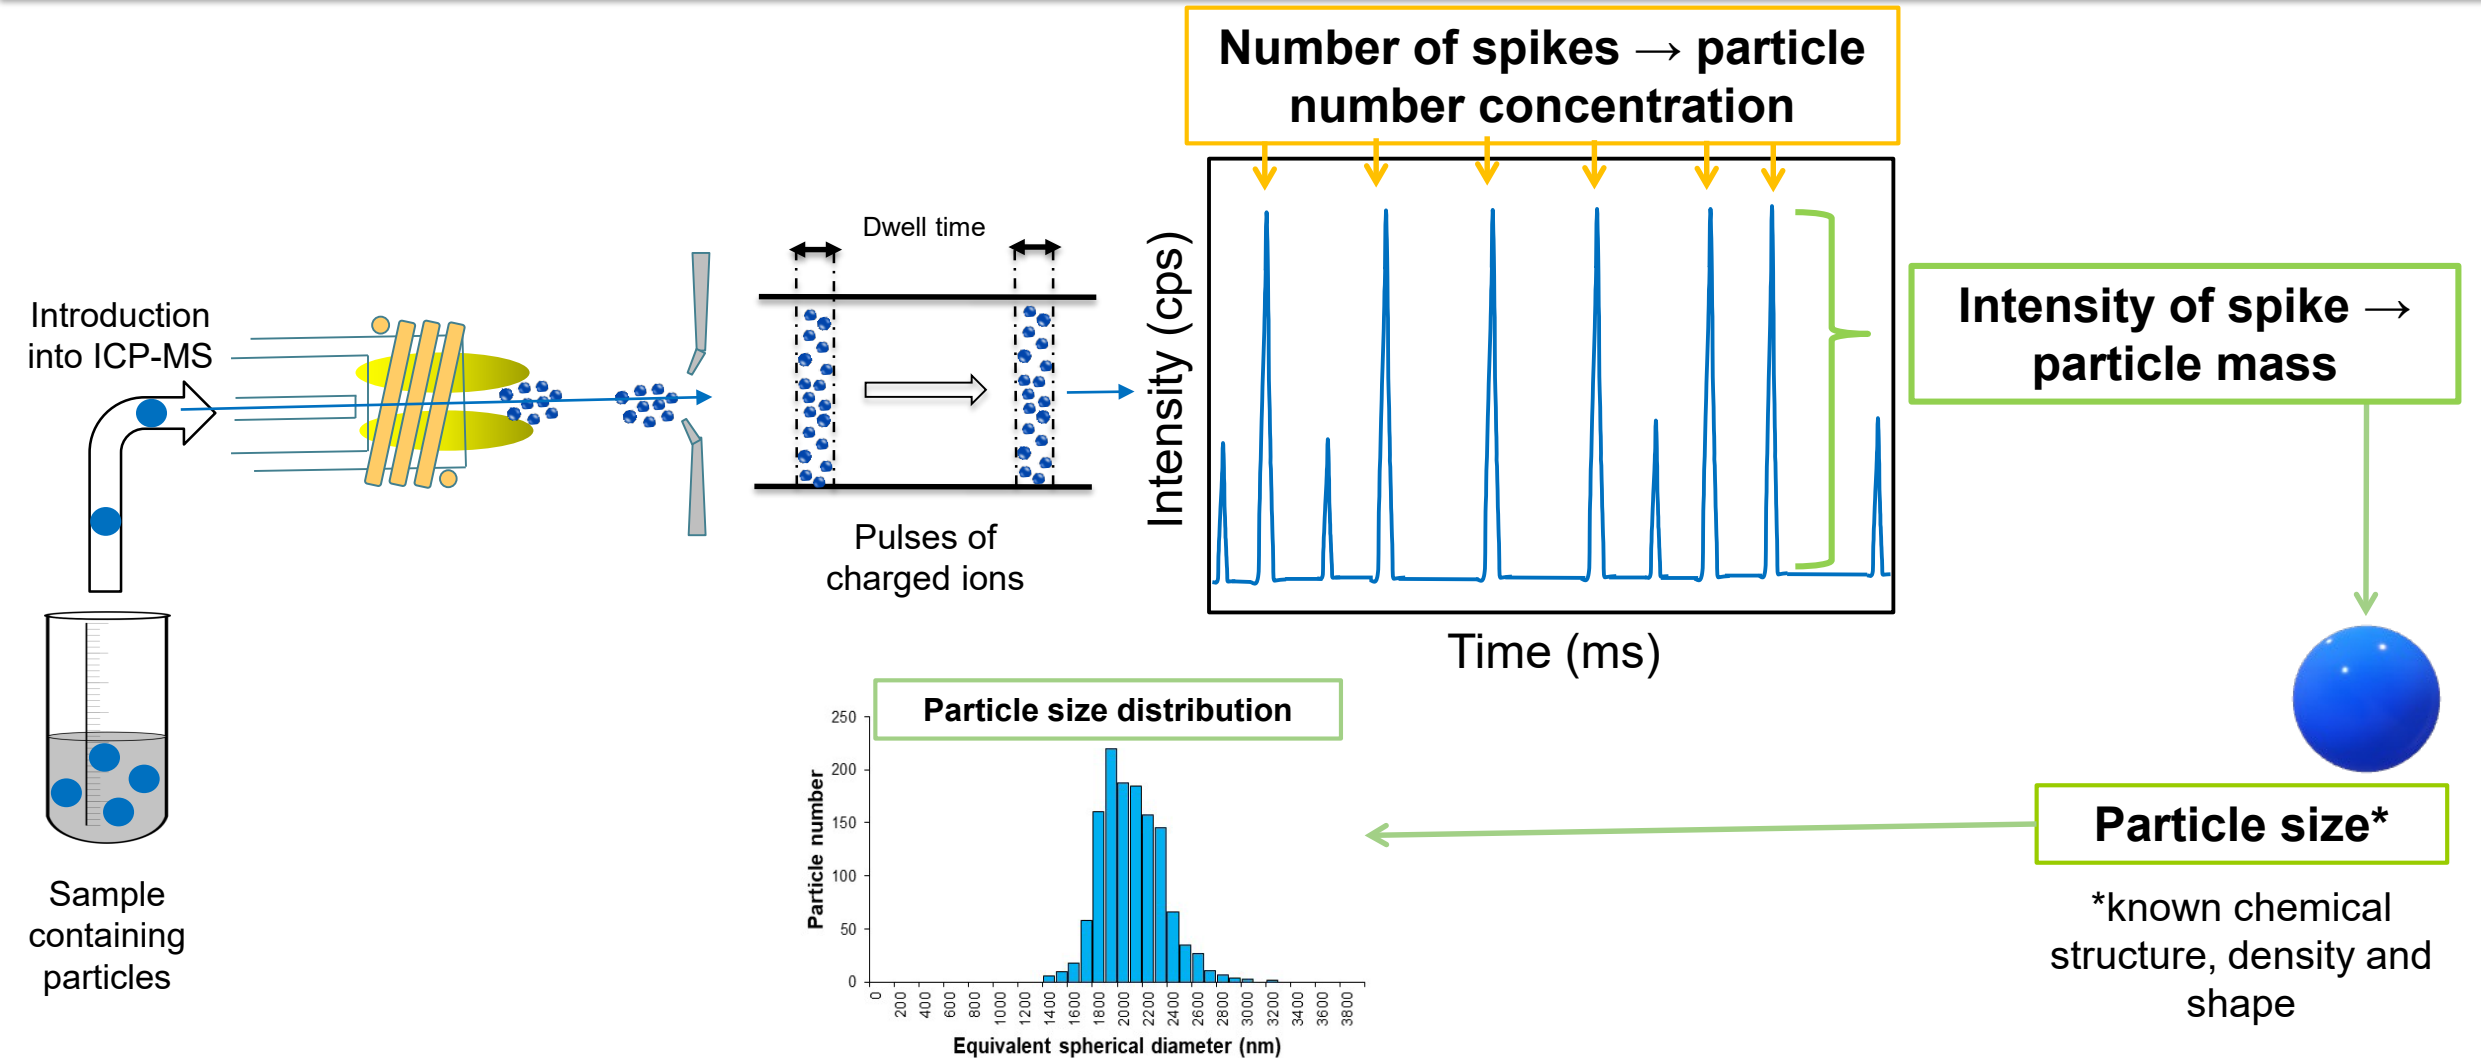 Number of spikes → particle
number concentration
Dwell time
Introduction
into ICP-MS
Pulses of
charged ions
Intensity (cps)
Time (ms)
Intensity of spike →
particle mass
Sample
containing
particles
Particle size distribution
Particle number
250
200
150
100
50
0
0
200
400
600
800
1000
1200
1400
1600
1800
2000
2200
2400
2600
2800
3000
3200
3400
3600
3800
Equivalent spherical diameter (nm)
Particle size*
*known chemical
structure, density and
shape